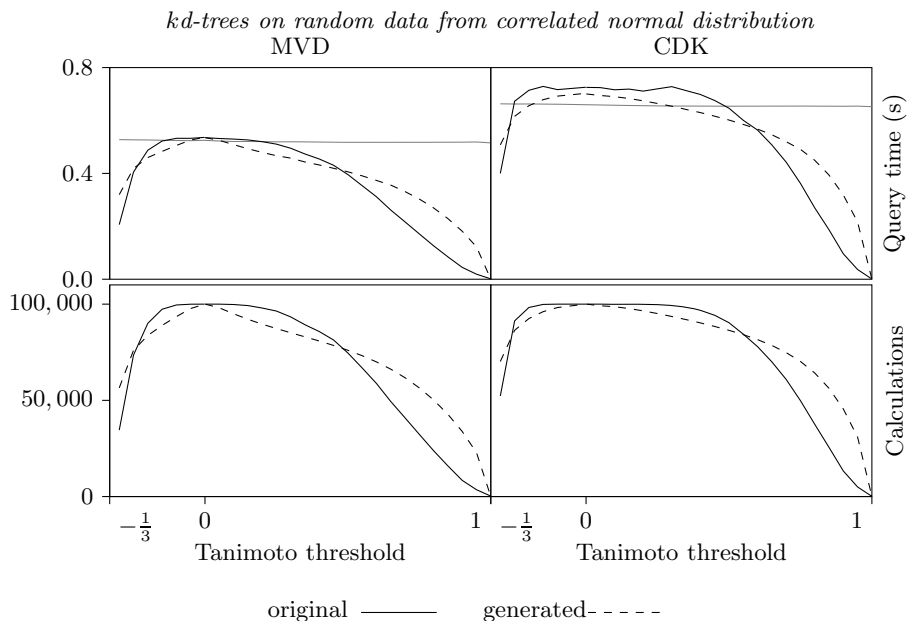 kd-trees on random data from correlated normal distribution
MVD CDK
0.8
0.4
0.0
Query time (s)
100,000
50,000
0
Calculations
−1/3 0 1 −1/3 0 1
Tanimoto threshold Tanimoto threshold
original generated